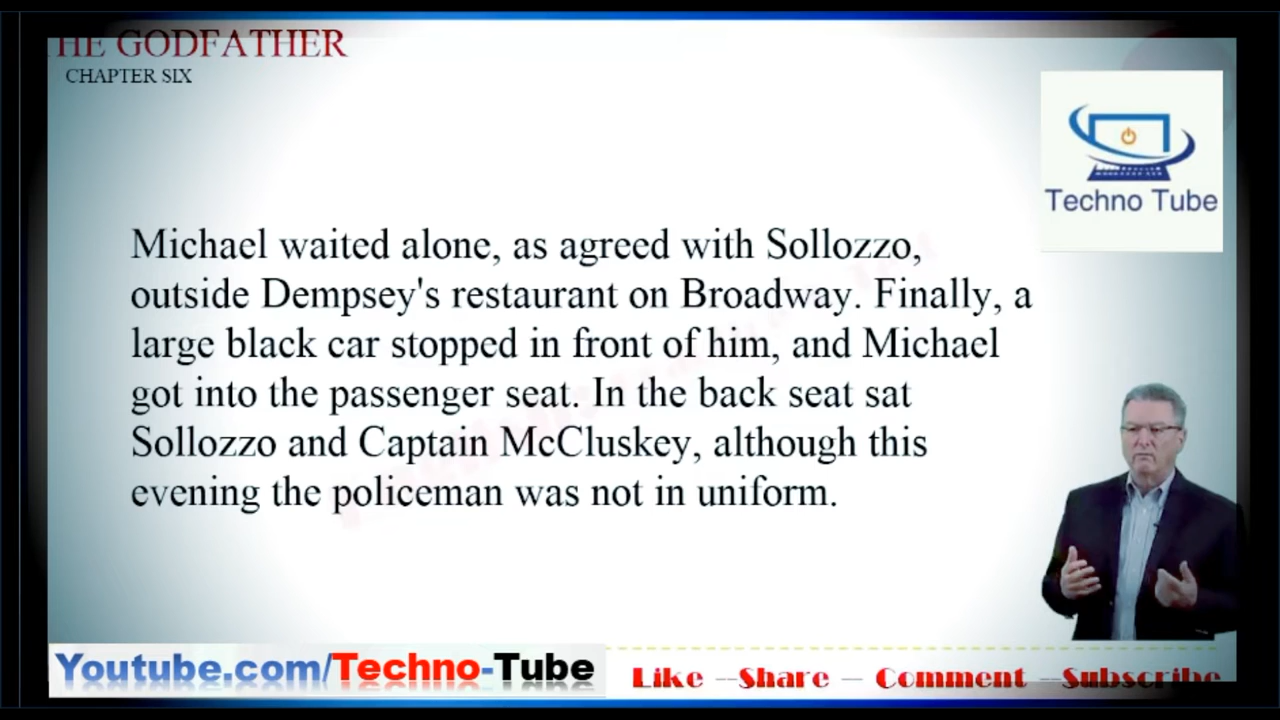 THE GODFATHER
CHAPTER SIX
Techno Tube
Michael waited alone, as agreed with Sollozzo,
outside Dempsey's restaurant on Broadway. Finally, a
large black car stopped in front of him, and Michael
got into the passenger seat. In the back seat sat
Sollozzo and Captain McCluskey, although this
evening the policeman was not in uniform.
Youtube.com/Techno-Tube
Like --Share -- Comment --Subscribe